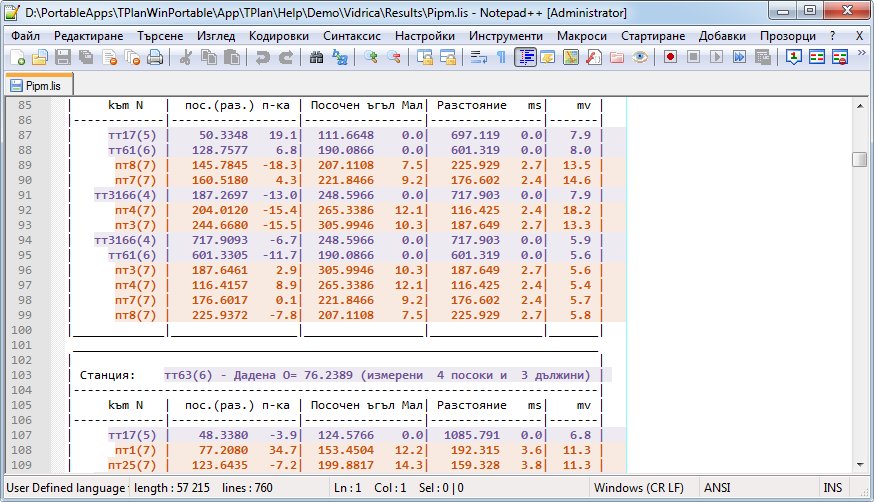 D:\PortableApps\TPlanWinPortable\App\TPlan\Help\Demo\Vidrica\Results\Pipm.lis - Notepad++ [Administrator]
Файл Редактиране Търсене Изглед Кодировки Синтаксис Настройки Инструменти Макроси Стартиране Добавки Прозорци ? X
Pipm.lis
85 | към N | пос.(раз.) п-ка | Посочен ъгъл Мал| Разстояние ms| mv |
86 |-------------|------------------|-----------------|----------------|-------|
87 | тт17(5) | 50.3348 19.1| 111.6648 0.0| 697.119 0.0| 7.9 |
88 | тт61(6) | 128.7577 6.8| 190.0866 0.0| 601.319 0.0| 8.0 |
89 | пт8(7) | 145.7845 -18.3| 207.1108 7.5| 225.929 2.7| 13.5 |
90 | пт7(7) | 160.5180 4.3| 221.8466 9.2| 176.602 2.4| 14.6 |
91 | тт3166(4) | 187.2697 -13.0| 248.5966 0.0| 717.903 0.0| 7.9 |
92 | пт4(7) | 204.0120 -15.4| 265.3386 12.1| 116.425 2.4| 18.2 |
93 | пт3(7) | 244.6680 -15.5| 305.9946 10.3| 187.649 2.7| 13.3 |
94 | тт3166(4) | 717.9093 -6.7| 248.5966 0.0| 717.903 0.0| 5.9 |
95 | тт61(6) | 601.3305 -11.7| 190.0866 0.0| 601.319 0.0| 5.6 |
96 | пт3(7) | 187.6461 2.9| 305.9946 10.3| 187.649 2.7| 5.6 |
97 | пт4(7) | 116.4157 8.9| 265.3386 12.1| 116.425 2.4| 5.4 |
98 | пт7(7) | 176.6017 0.1| 221.8466 9.2| 176.602 2.4| 5.7 |
99 | пт8(7) | 225.9372 -7.8| 207.1108 7.5| 225.929 2.7| 5.8 |
100 |_____________|__________________|_________________|________________|_______|
101 ___________________________________________________________________________
102 |
103 | Станция: тт63(6) - Дадена O= 76.2389 (измерени 4 посоки и 3 дължини) |
104 |---------------------------------------------------------------------------|
105 | към N | пос.(раз.) п-ка | Посочен ъгъл Мал| Разстояние ms| mv |
106 |-------------|------------------|-----------------|----------------|-------|
107 | тт17(5) | 48.3380 -3.9| 124.5766 0.0| 1085.791 0.0| 6.8 |
108 | пт1(7) | 77.2080 34.7| 153.4504 12.2| 192.315 3.6| 11.3 |
109 | пт25(7) | 123.6435 -7.2| 199.8817 14.3| 159.328 3.8| 11.3 |
User Defined language length : 57 215 lines : 760 Ln : 1 Col : 1 Sel : 0 | 0 Windows (CR LF) ANSI INS